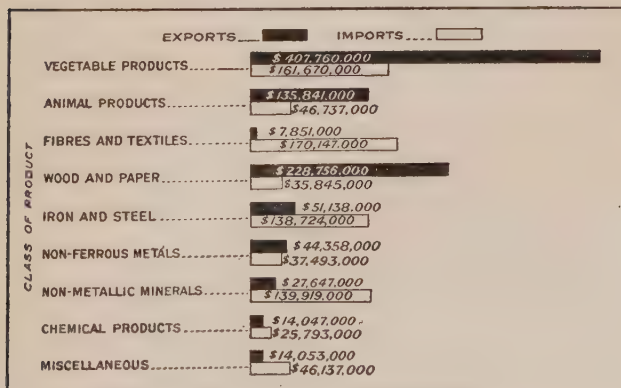 EXPORTS IMPORTS
$407,760,000
VEGETABLE PRODUCTS $161,670,000
$135,841,000
ANIMAL PRODUCTS $46,737,000
$7,851,000
FIBRES AND TEXTILES $170,147,000
$228,756,000
WOOD AND PAPER $35,845,000
$51,138,000
IRON AND STEEL $138,724,000
$44,358,000
NON-FERROUS METALS $37,493,000
$27,647,000
NON-METALLIC MINERALS $139,919,000
$14,047,000
CHEMICAL PRODUCTS $25,793,000
$14,053,000
MISCELLANEOUS $46,137,000
CLASS OF PRODUCT